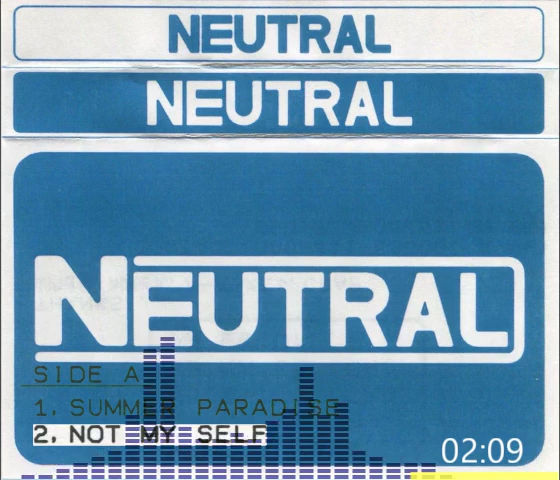 NEUTRAL
NEUTRAL
NEUTRAL
SIDE A
1. SUMMER PARADISE
2. NOT MY SELF
02:09